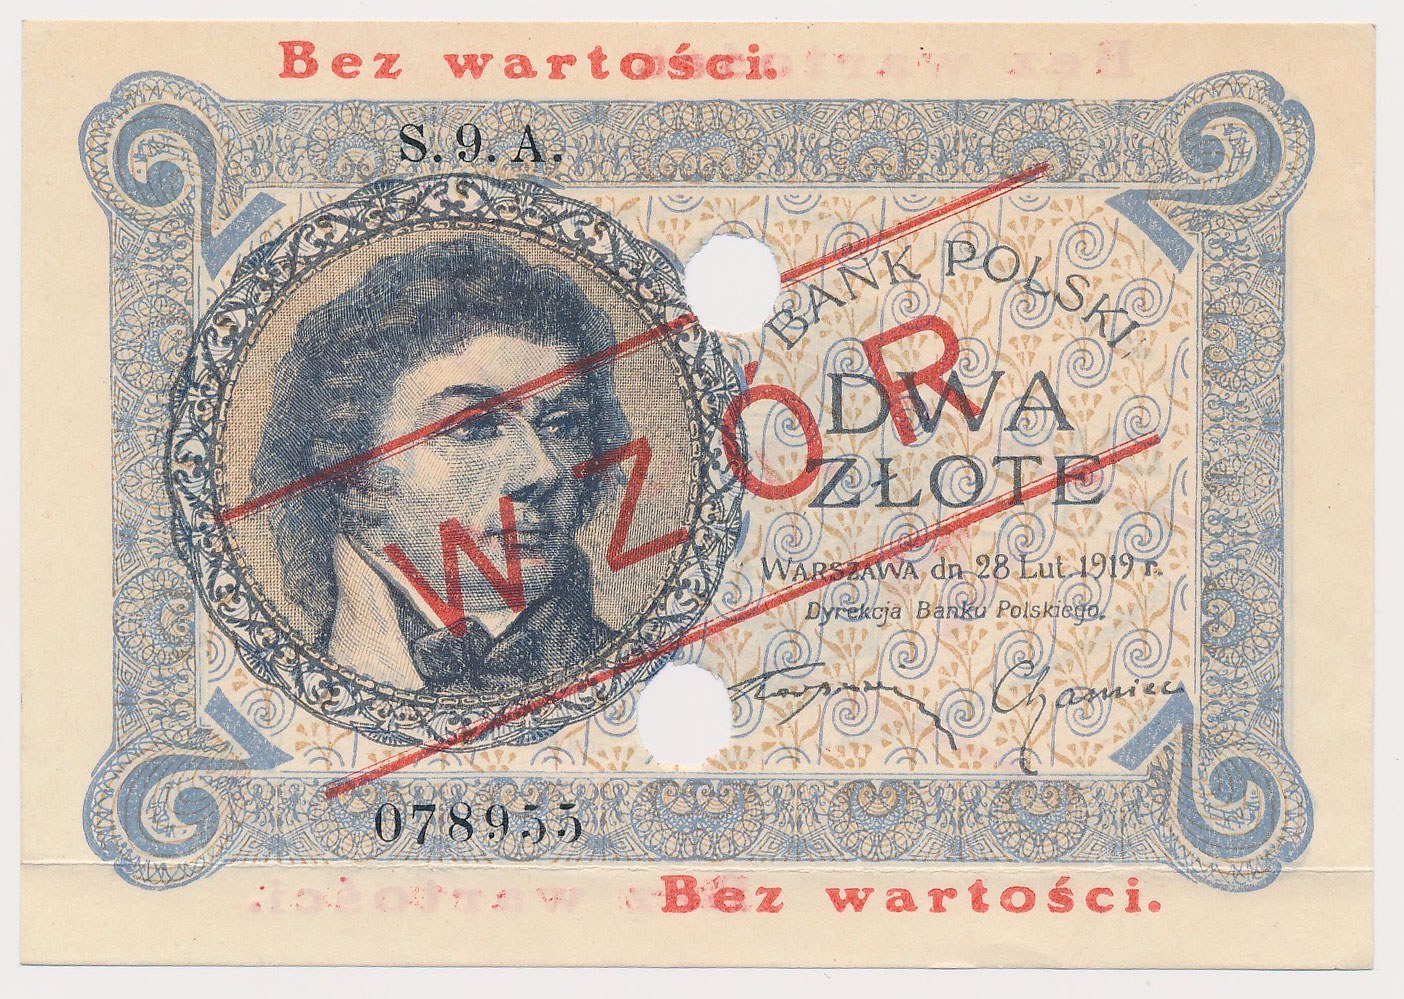 Bez wartości.
S. 9. A.
BANK POLSKI
DWA
ZŁOTE
WZÓR
WARSZAWA dn 28 Lut. 1919 r.
Dyrekcja Banku Polskiego.
Chamiec
078955
Bez wartości.